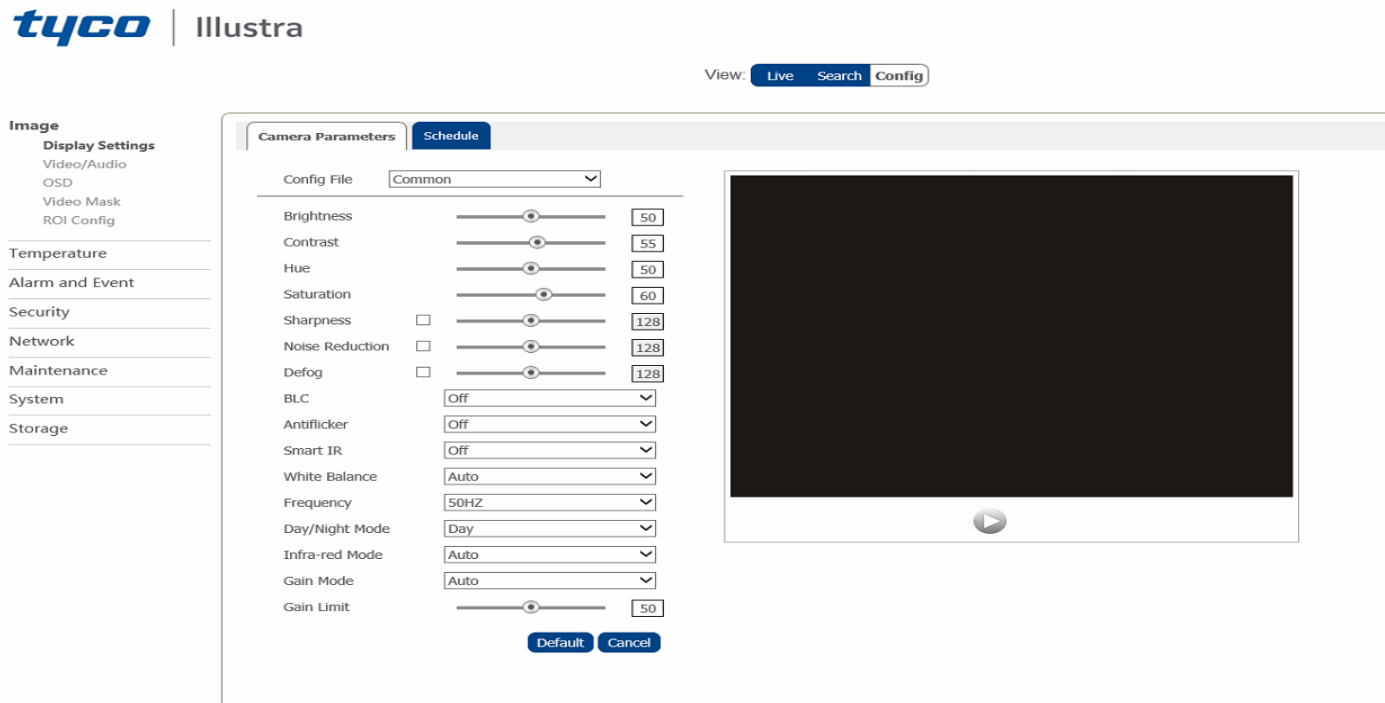 tyco | Illustra
View: Live Search Config
Image
Display Settings
Video/Audio
OSD
Video Mask
ROI Config
Temperature
Alarm and Event
Security
Network
Maintenance
System
Storage
Camera Parameters Schedule
Config File Common
Brightness 50
Contrast 55
Hue 50
Saturation 60
Sharpness 128
Noise Reduction 128
Defog 128
BLC Off
Antiflicker Off
Smart IR Off
White Balance Auto
Frequency 50HZ
Day/Night Mode Day
Infra-red Mode Auto
Gain Mode Auto
Gain Limit 50
Default Cancel